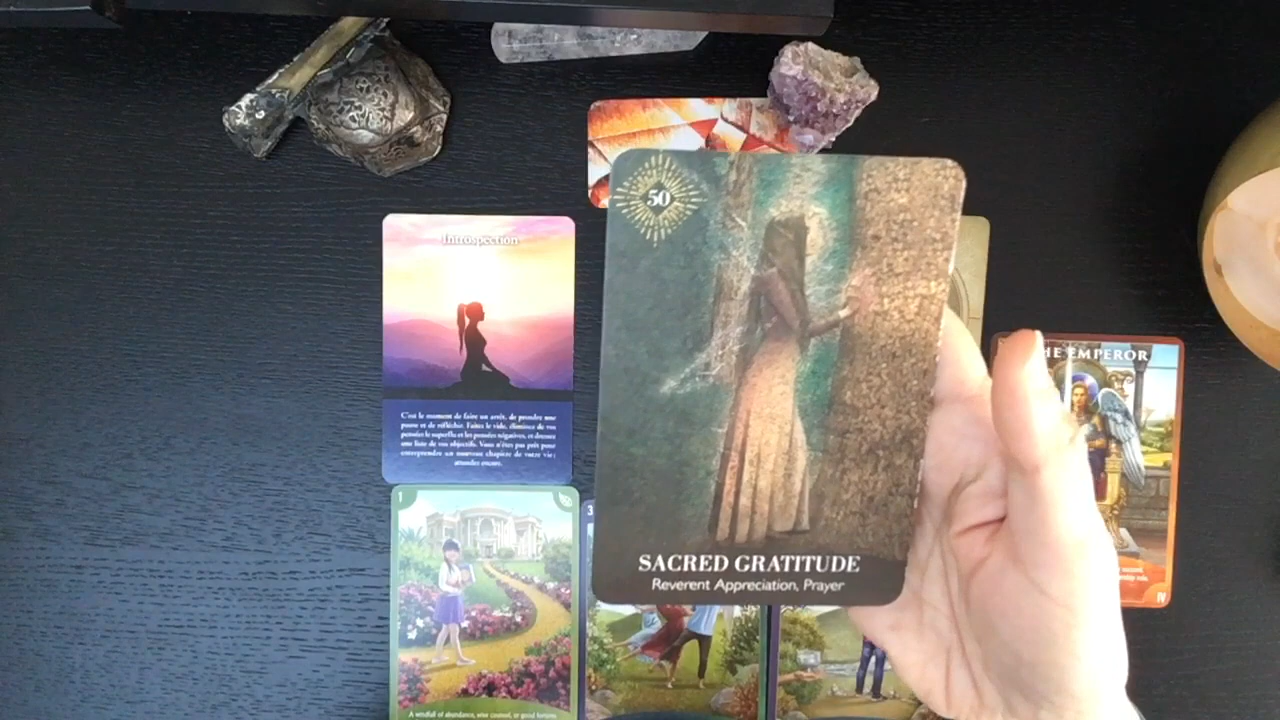 Introspection
C'est le moment de faire un arrêt, de prendre une
pause et de réfléchir. Faites le vide, éliminez de vos
pensées le superflu et les pensées négatives, et dressez
une liste de vos objectifs. Vous n'êtes pas prêt pour
entreprendre un nouveau chapitre de votre vie;
attendez encore.
50
SACRED GRATITUDE
Reverent Appreciation, Prayer
HE EMPEROR
IV
1
A windfall of abundance, wise counsel, or good fortune.
3